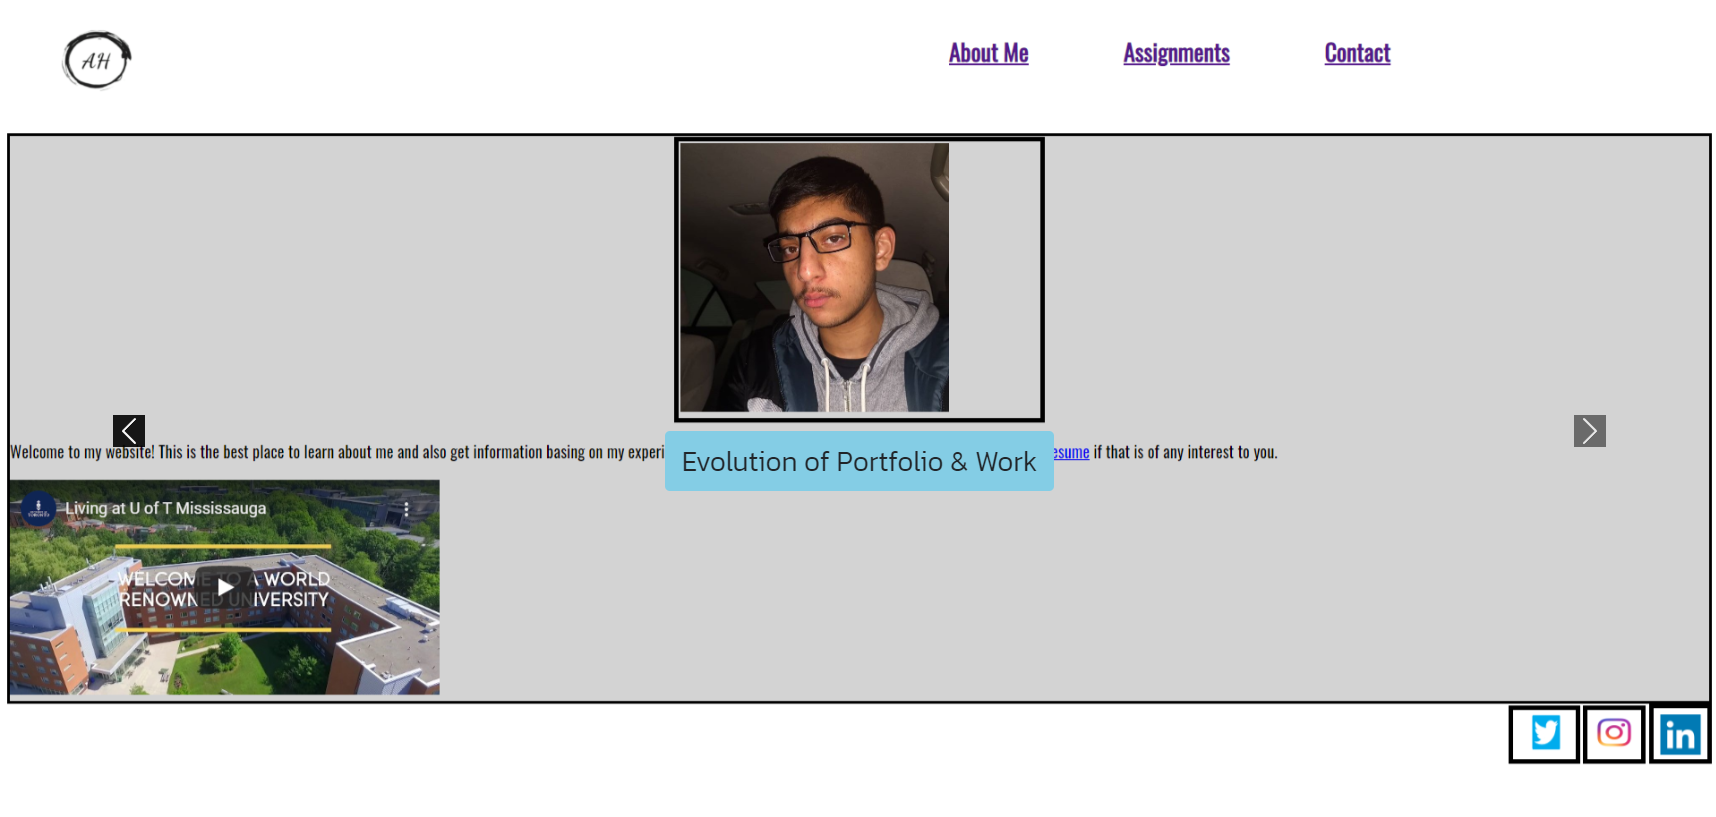 AH
About Me
Assignments
Contact
Welcome to my website! This is the best place to learn about me and also get information basing on my experi
esume if that is of any interest to you.
Evolution of Portfolio & Work
Living at U of T Mississauga
WELCOME TO A WORLD
RENOWNED UNIVERSITY
in